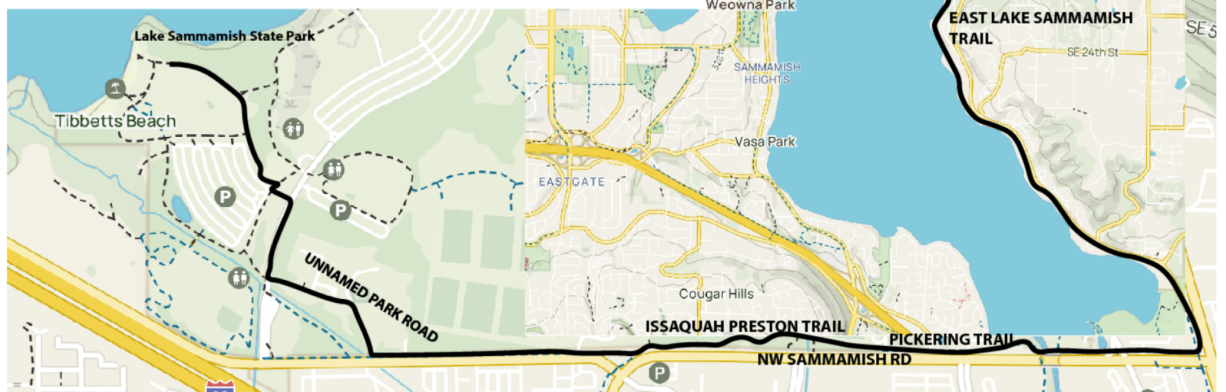 Weowna Park
EAST LAKE SAMMAMISH
TRAIL
SE 24th St
Lake Sammamish State Park
SAMMAMISH
HEIGHTS
Tibbetts Beach
Vasa Park
EASTGATE
P
P
UNNAMED PARK ROAD
Cougar Hills
ISSAQUAH PRESTON TRAIL
PICKERING TRAIL
NW SAMMAMISH RD
P